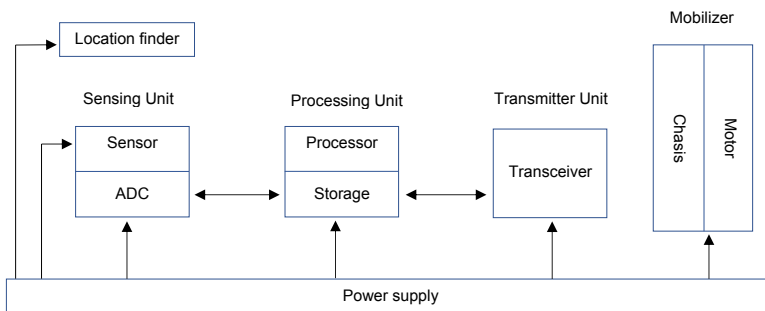 Mobilizer
Location finder
Sensing Unit
Processing Unit
Transmitter Unit
Sensor
ADC
Processor
Storage
Transceiver
Chasis
Motor
Power supply